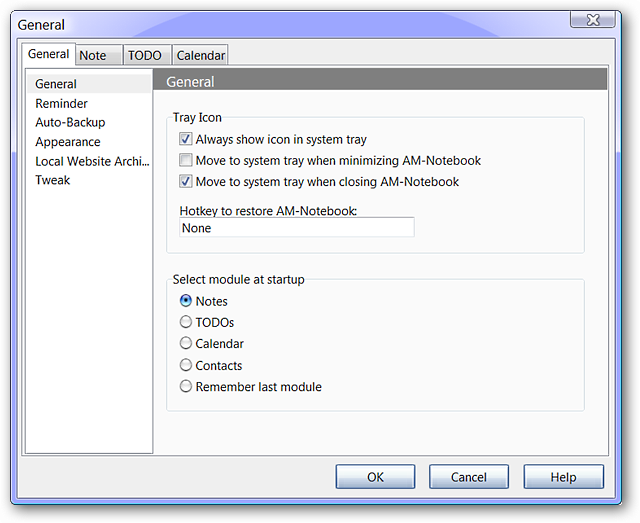 General
General Note TODO Calendar
General
Reminder
Auto-Backup
Appearance
Local Website Archi...
Tweak
General
Tray Icon
Always show icon in system tray
Move to system tray when minimizing AM-Notebook
Move to system tray when closing AM-Notebook
Hotkey to restore AM-Notebook:
None
Select module at startup
Notes
TODOs
Calendar
Contacts
Remember last module
OK Cancel Help